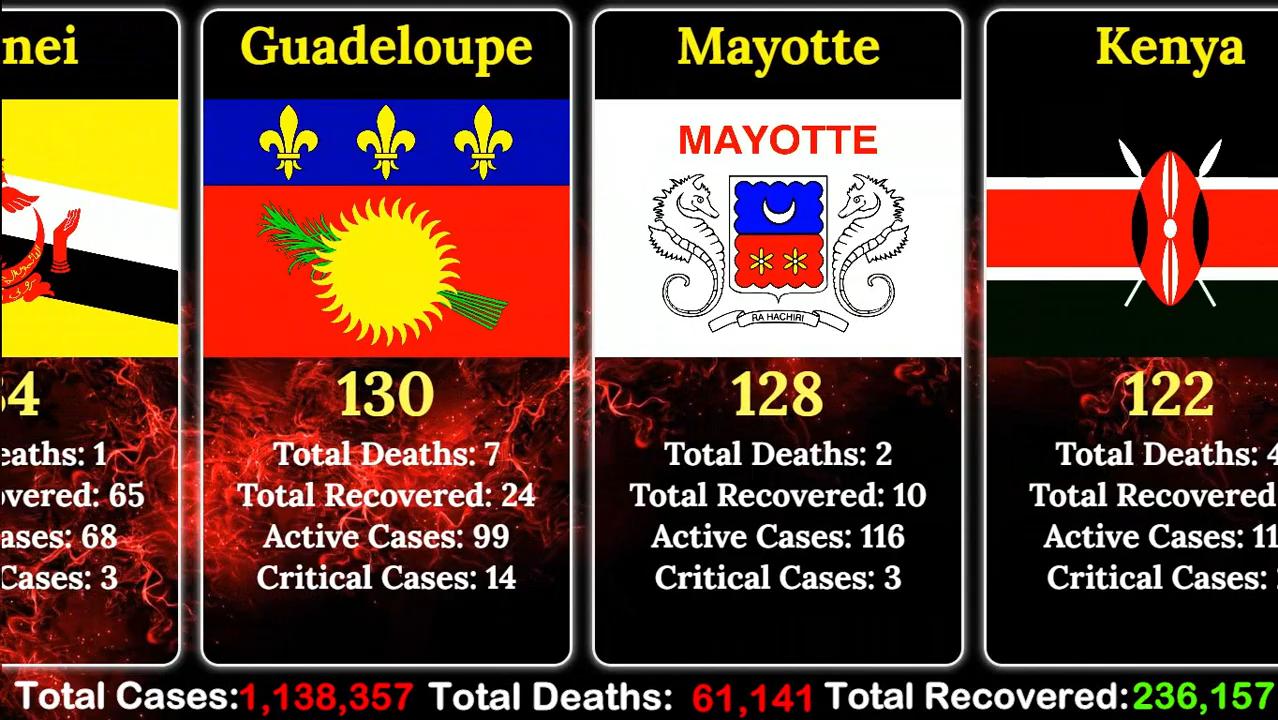 nei
34
eaths: 1
overed: 65
ases: 68
Cases: 3
Guadeloupe
130
Total Deaths: 7
Total Recovered: 24
Active Cases: 99
Critical Cases: 14
Mayotte
MAYOTTE
RA HACHIRI
128
Total Deaths: 2
Total Recovered: 10
Active Cases: 116
Critical Cases: 3
Kenya
122
Total Deaths: 4
Total Recovered
Active Cases: 11
Critical Cases:
Total Cases:1,138,357 Total Deaths: 61,141 Total Recovered:236,157